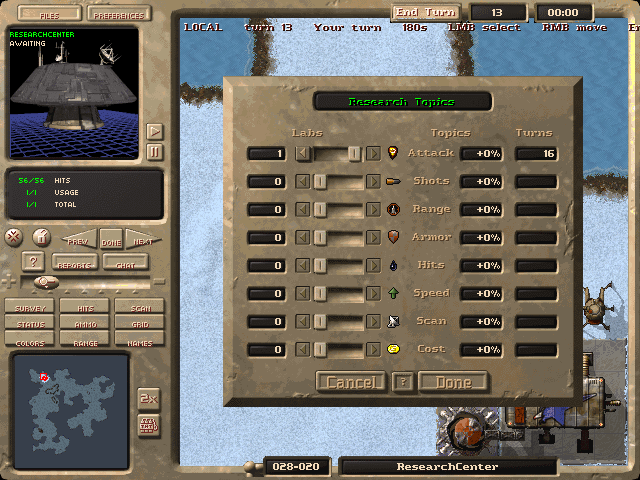 FILES PREFERENCES End Turn 13 00:00
LOCAL turn 13 Your turn 180s LMB select RMB move
RESEARCHCENTER
AWAITING
56/56 HITS
1/1 USAGE
1/1 TOTAL
PREV DONE NEXT
? REPORTS CHAT
SURVEY HITS SCAN
STATUS AMMO GRID
COLORS RANGE NAMES
2x
Research Topics
Labs Topics Turns
1 Attack +0% 16
0 Shots +0%
0 Range +0%
0 Armor +0%
0 Hits +0%
0 Speed +0%
0 Scan +0%
0 Cost +0%
Cancel ? Done
028-020 ResearchCenter